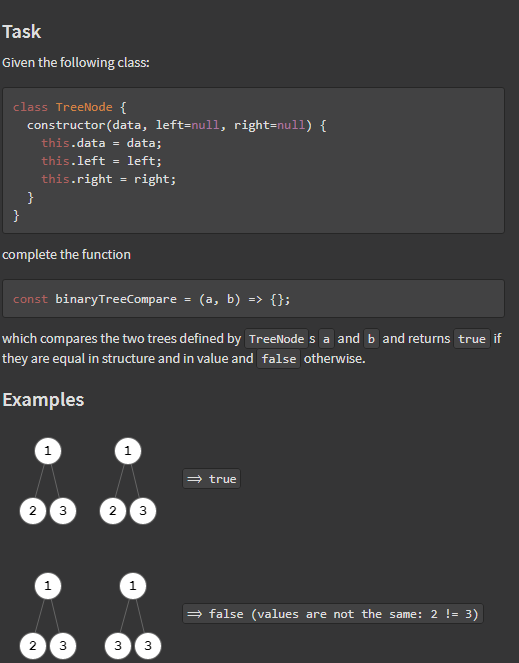 Task
Given the following class:
class TreeNode {
  constructor(data, left=null, right=null) {
    this.data = data;
    this.left = left;
    this.right = right;
  }
}
complete the function
const binaryTreeCompare = (a, b) => {};
which compares the two trees defined by TreeNode s a and b and returns true if
they are equal in structure and in value and false otherwise.
Examples
1 1
=> true
2 3 2 3
1 1
=> false (values are not the same: 2 != 3)
2 3 3 3